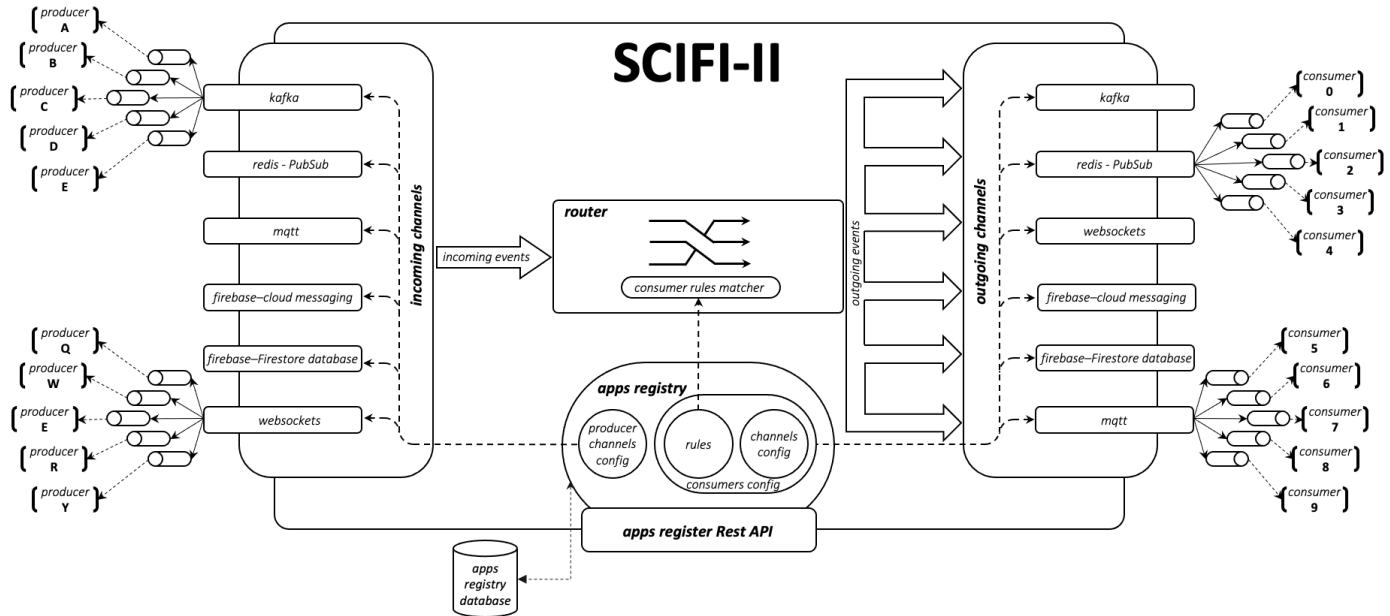 SCIFI-II
producer
A
producer
B
producer
C
producer
D
producer
E
producer
Q
producer
W
producer
E
producer
R
producer
Y
kafka
redis - PubSub
mqtt
firebase–cloud messaging
firebase–Firestore database
websockets
incoming channels
incoming events
router
consumer rules matcher
apps registry
producer
channels
config
rules
channels
config
consumers config
apps register Rest API
apps
registry
database
outgoing events
outgoing channels
kafka
redis - PubSub
websockets
firebase–cloud messaging
firebase–Firestore database
mqtt
consumer
0
consumer
1
consumer
2
consumer
3
consumer
4
consumer
5
consumer
6
consumer
7
consumer
8
consumer
9